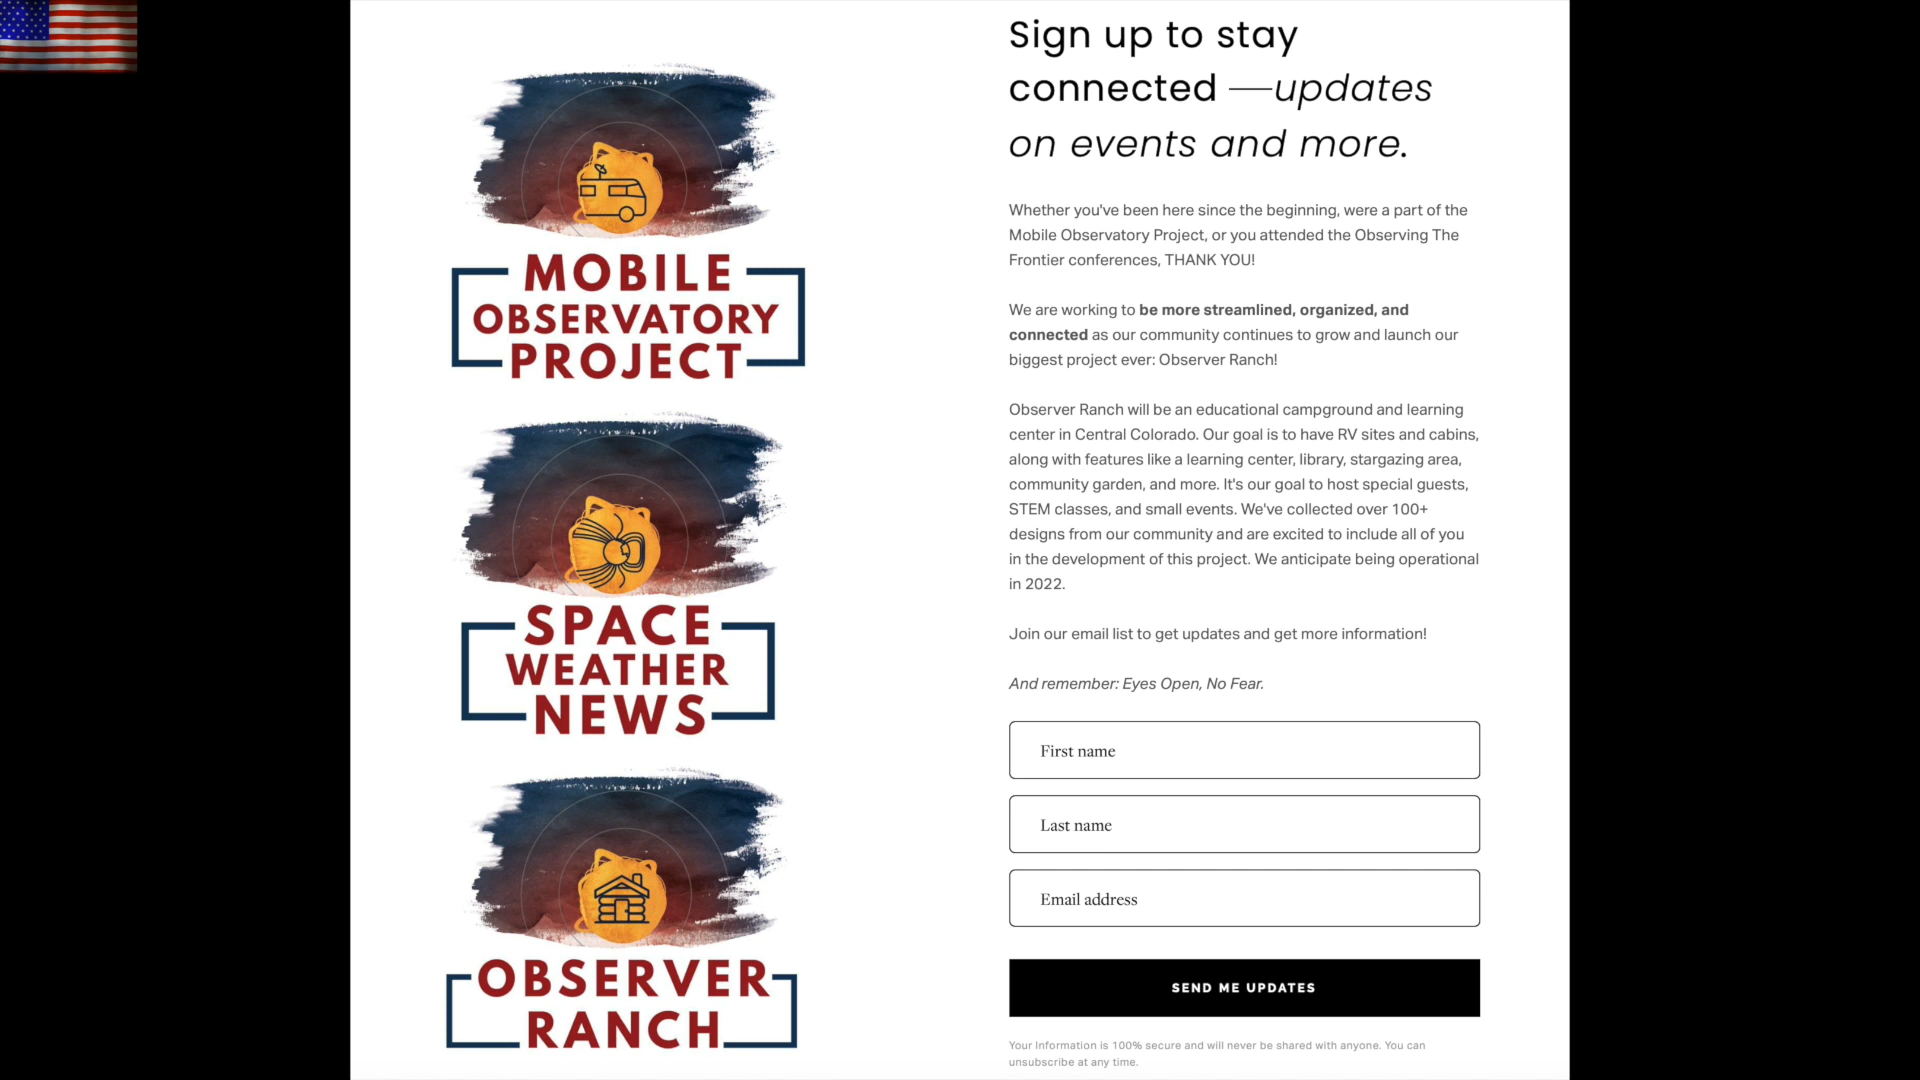 MOBILE
OBSERVATORY
PROJECT
SPACE
WEATHER
NEWS
OBSERVER
RANCH
Sign up to stay
connected —updates
on events and more.
Whether you've been here since the beginning, were a part of the
Mobile Observatory Project, or you attended the Observing The
Frontier conferences, THANK YOU!
We are working to be more streamlined, organized, and
connected as our community continues to grow and launch our
biggest project ever: Observer Ranch!
Observer Ranch will be an educational campground and learning
center in Central Colorado. Our goal is to have RV sites and cabins,
along with features like a learning center, library, stargazing area,
community garden, and more. It's our goal to host special guests,
STEM classes, and small events. We've collected over 100+
designs from our community and are excited to include all of you
in the development of this project. We anticipate being operational
in 2022.
Join our email list to get updates and get more information!
And remember: Eyes Open, No Fear.
First name
Last name
Email address
SEND ME UPDATES
Your Information is 100% secure and will never be shared with anyone. You can
unsubscribe at any time.